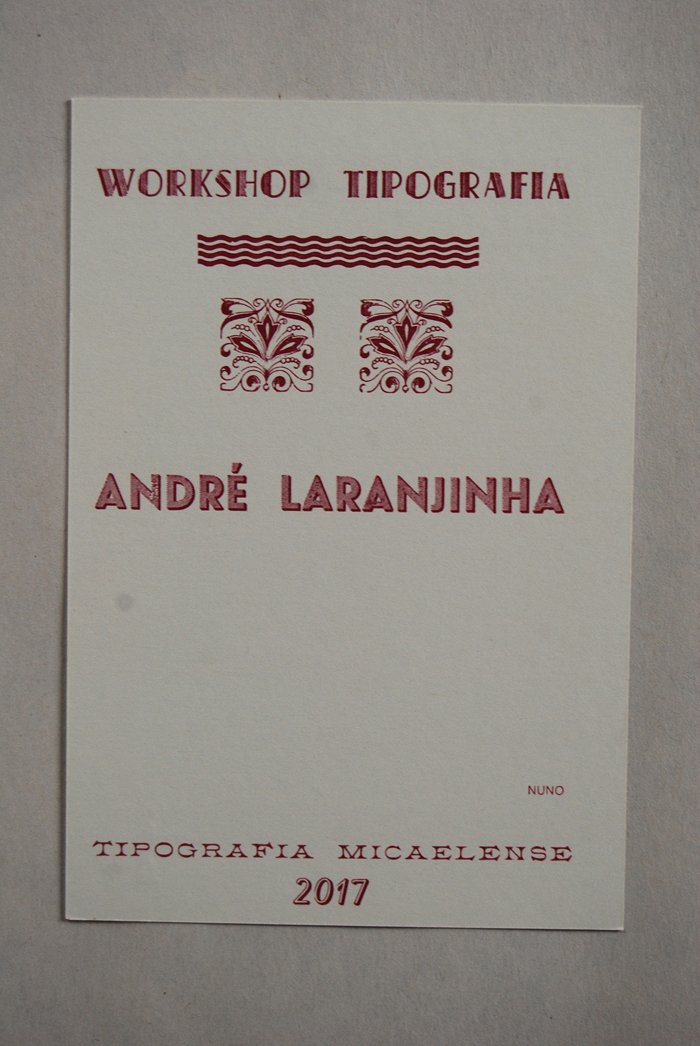 WORKSHOP TIPOGRAFIA
ANDRÉ LARANJINHA
NUNO
TIPOGRAFIA MICAELENSE
2017